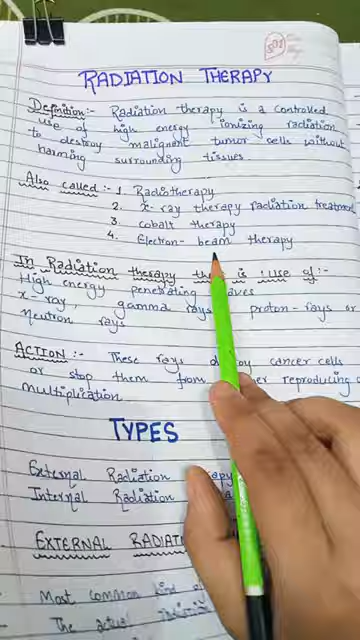 RADIATION THERAPY
Definition:- Radiation therapy is a controlled
use of high energy ionizing radiation
to destroy malignant tumor cells without
harming surrounding tissues.
Also called :- 1. Radiotherapy
2. x-ray therapy radiation treatment
3. cobalt therapy
4. Electron-beam therapy
In Radiation therapy is use of :-
High energy penetrating waves
x-ray, gamma rays proton-rays or
neutron rays
ACTION :- These rays cancer cells
or stop them from reproducing
multiplication
TYPES
External Radiation
Internal Radiation
EXTERNAL
Most common kind
The actual